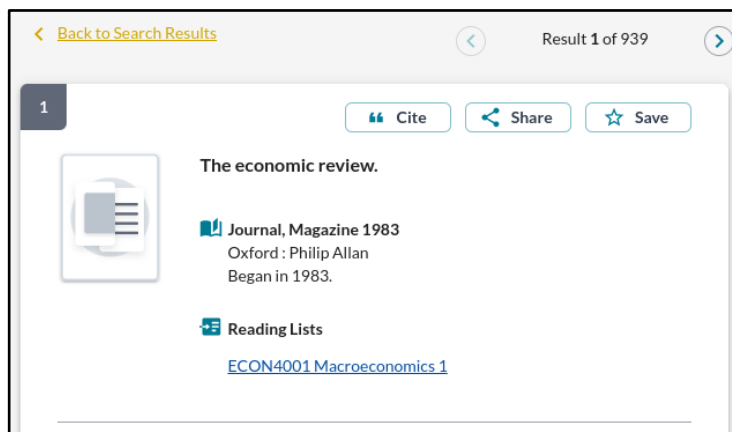 Back to Search Results
Result 1 of 939
1
Cite
Share
Save
The economic review.
Journal, Magazine 1983
Oxford : Philip Allan
Began in 1983.
Reading Lists
ECON4001 Macroeconomics 1